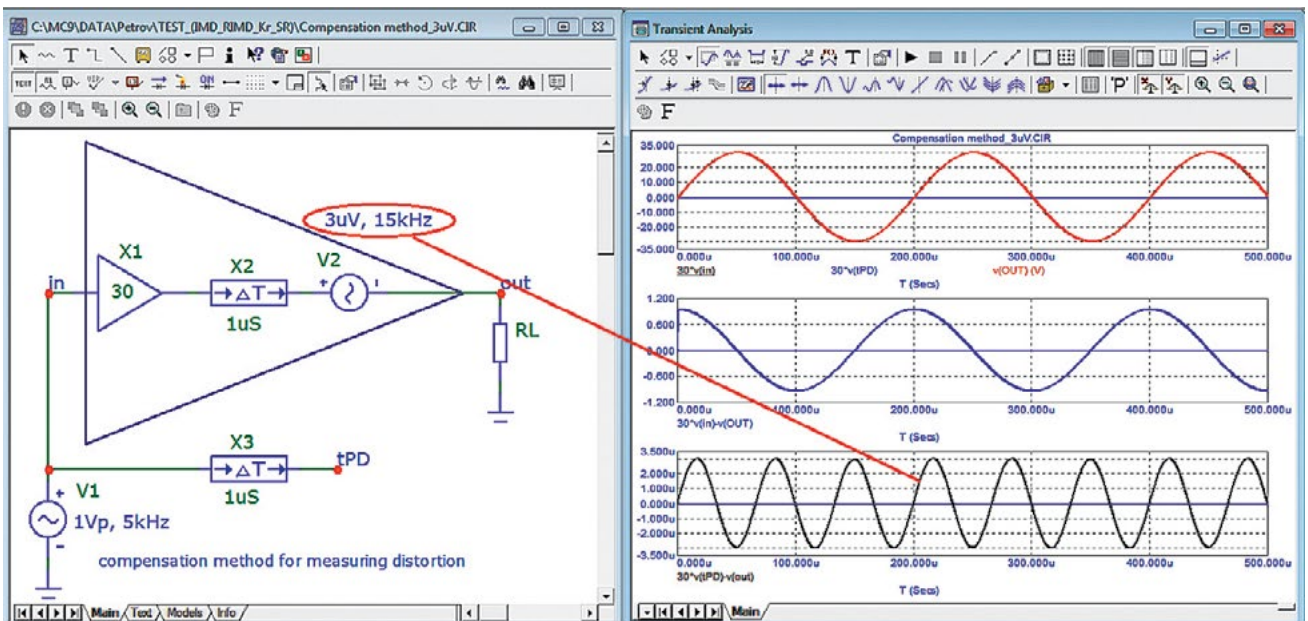 C:\MC9\DATA\Petrov\TEST_(IMD_RIMD_Kr_SR)\Compensation method_3uV.CIR
T
F
3uV, 15kHz
X1
X2
V2
in
30
+
1uS
out
RL
X3
tPD
V1
1uS
+
1Vp, 5kHz
-
compensation method for measuring distortion
Main
Text
Models
Info
Transient Analysis
T
'P'
F
Compensation method_3uV.CIR
35.000
20.000
10.000
0.000
-10.000
-20.000
-35.000
0.000u 100.000u 200.000u 300.000u 400.000u 500.000u
30*v(in) 30*v(tPD) v(OUT) (V)
T (Secs)
1.200
0.600
0.000
-0.600
-1.200
0.000u 100.000u 200.000u 300.000u 400.000u 500.000u
30*v(in)-v(OUT)
T (Secs)
3.500u
2.000u
1.000u
0.000u
-1.000u
-2.000u
-3.500u
0.000u 100.000u 200.000u 300.000u 400.000u 500.000u
30*v(tPD)-v(out)
T (Secs)
Main